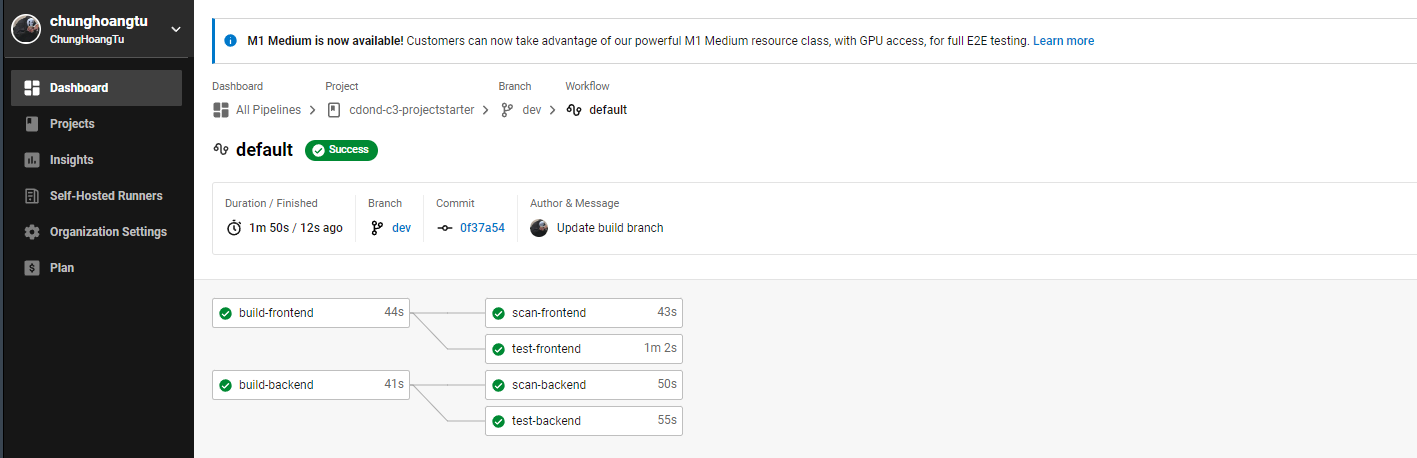 chunghoangtu
ChungHoangTu
Dashboard
Projects
Insights
Self-Hosted Runners
Organization Settings
Plan
M1 Medium is now available! Customers can now take advantage of our powerful M1 Medium resource class, with GPU access, for full E2E testing. Learn more
Dashboard Project Branch Workflow
All Pipelines cdond-c3-projectstarter dev default
default Success
Duration / Finished Branch Commit Author & Message
1m 50s / 12s ago dev 0f37a54 Update build branch
build-frontend 44s scan-frontend 43s
test-frontend 1m 2s
build-backend 41s scan-backend 50s
test-backend 55s